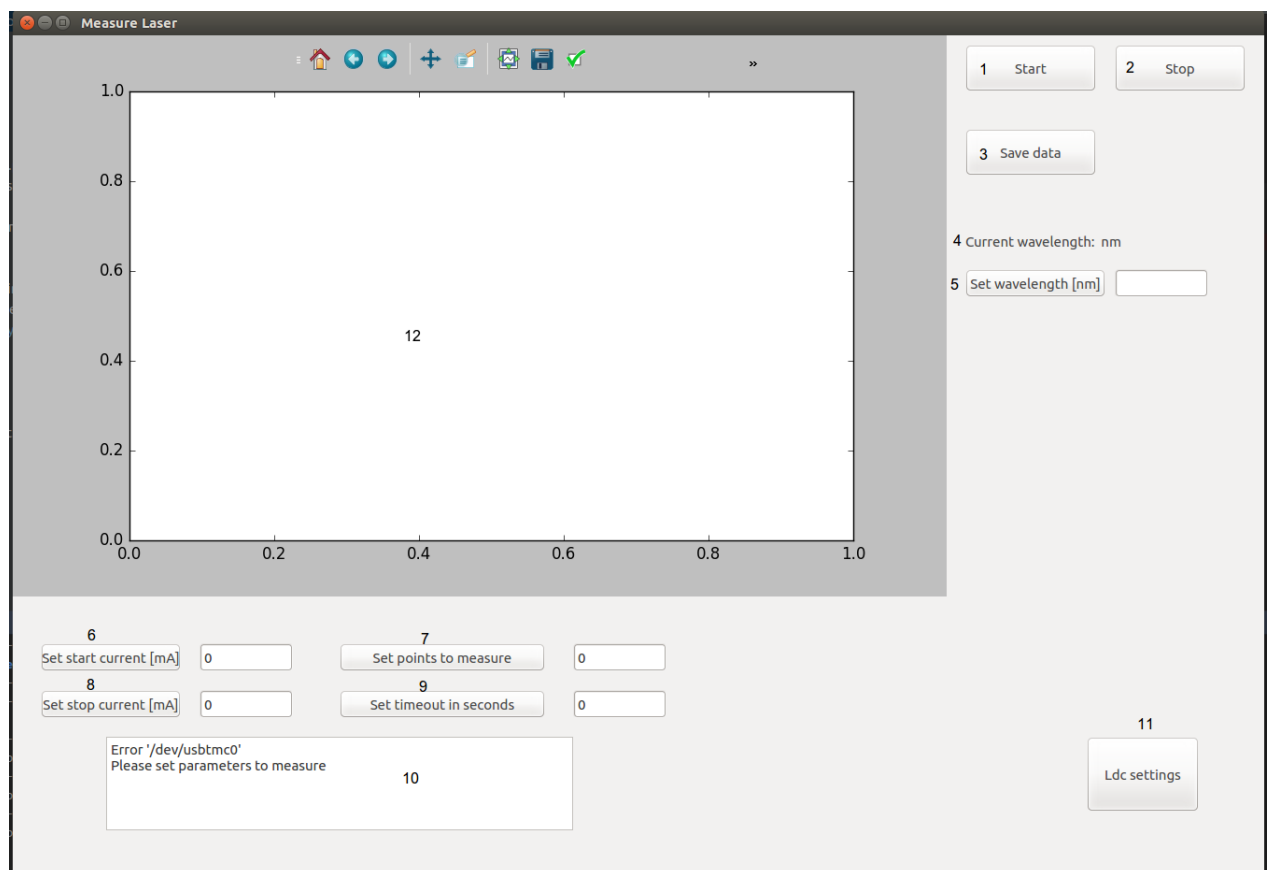 Measure Laser
»
1 Start
2 Stop
3 Save data
4 Current wavelength: nm
5 Set wavelength [nm]
1.0
0.8
0.6
0.4
0.2
0.0
12
0.0 0.2 0.4 0.6 0.8 1.0
6
7
Set start current [mA] 0 Set points to measure 0
8
9
Set stop current [mA] 0 Set timeout in seconds 0
Error '/dev/usbtmc0'
Please set parameters to measure
10
11
Ldc settings